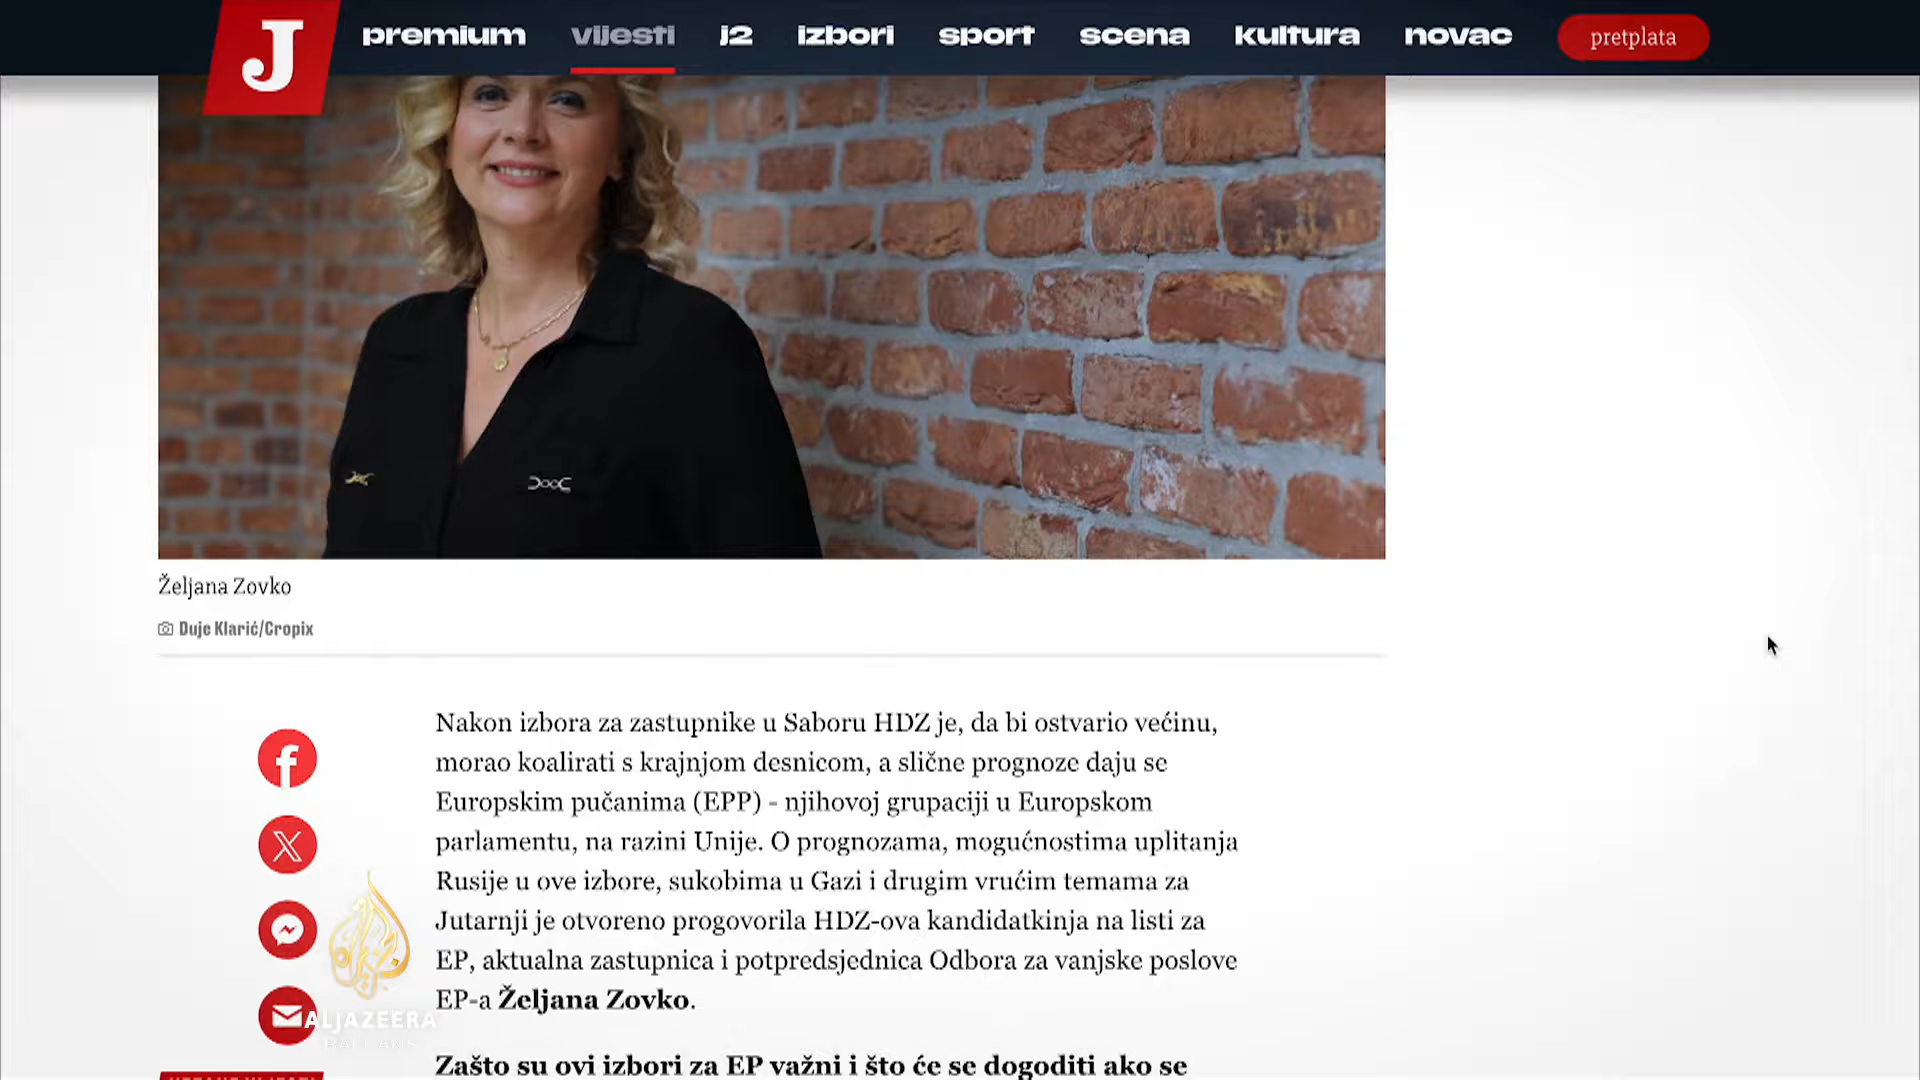 J
premium vijesti j2 izbori sport scena kultura novac pretplata
Željana Zovko
Duje Klarić/Cropix
Nakon izbora za zastupnike u Saboru HDZ je, da bi ostvario većinu,
morao koalirati s krajnjom desnicom, a slične prognoze daju se
Europskim pučanima (EPP) - njihovoj grupaciji u Europskom
parlamentu, na razini Unije. O prognozama, mogućnostima uplitanja
Rusije u ove izbore, sukobima u Gazi i drugim vrućim temama za
Jutarnji je otvoreno progovorila HDZ-ova kandidatkinja na listi za
EP, aktualna zastupnica i potpredsjednica Odbora za vanjske poslove
EP-a Željana Zovko.
ALJAZEERA
BALKANS
Zašto su ovi izbori za EP važni i što će se dogoditi ako se